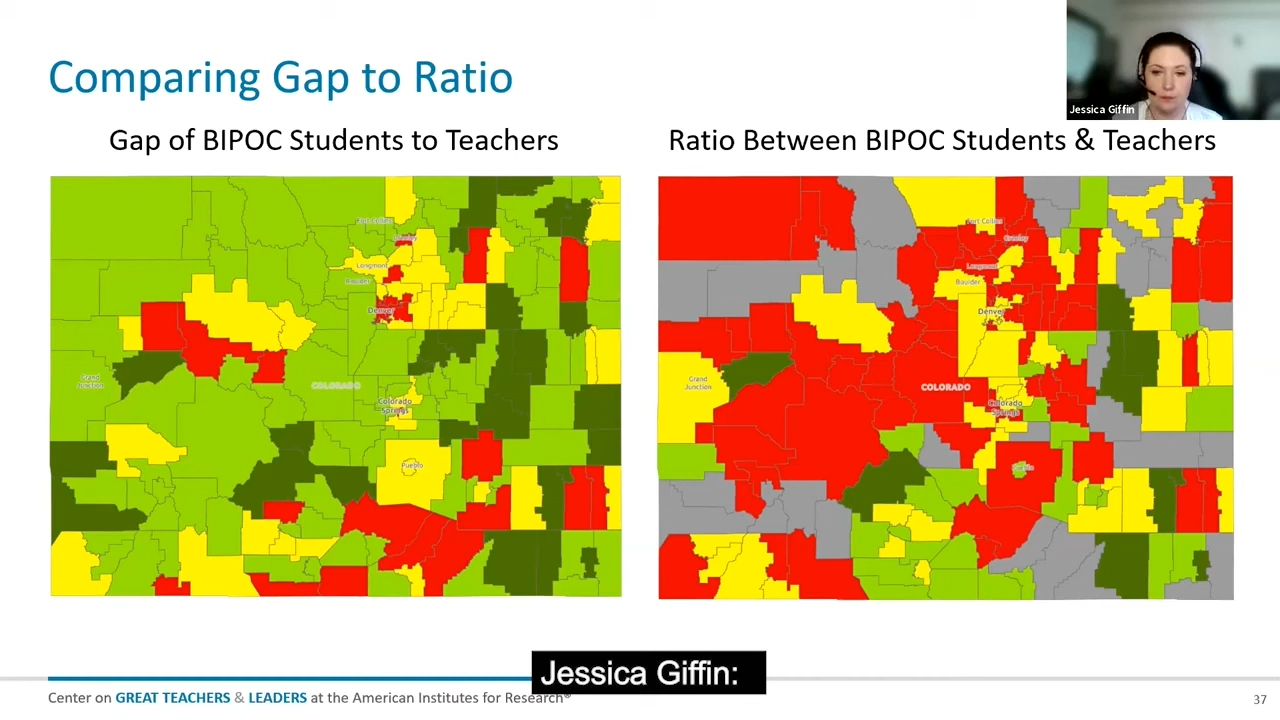 Comparing Gap to Ratio
Jessica Giffin
Gap of BIPOC Students to Teachers
Ratio Between BIPOC Students & Teachers
Fort Collins
Greeley
Longmont
Boulder
Denver
Grand
Junction
COLORADO
Colorado
Springs
Pueblo
Fort Collins
Greeley
Longmont
Boulder
Denver
Grand
Junction
COLORADO
Colorado
Springs
Pueblo
Jessica Giffin:
Center on GREAT TEACHERS & LEADERS at the American Institutes for Research®
37